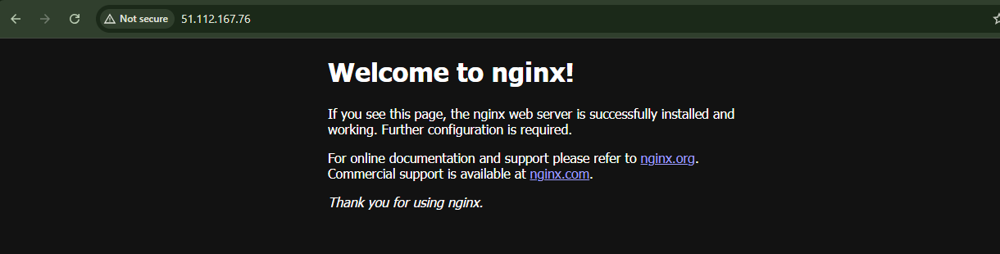 Not secure 51.112.167.76
Welcome to nginx!
If you see this page, the nginx web server is successfully installed and
working. Further configuration is required.
For online documentation and support please refer to nginx.org.
Commercial support is available at nginx.com.
Thank you for using nginx.